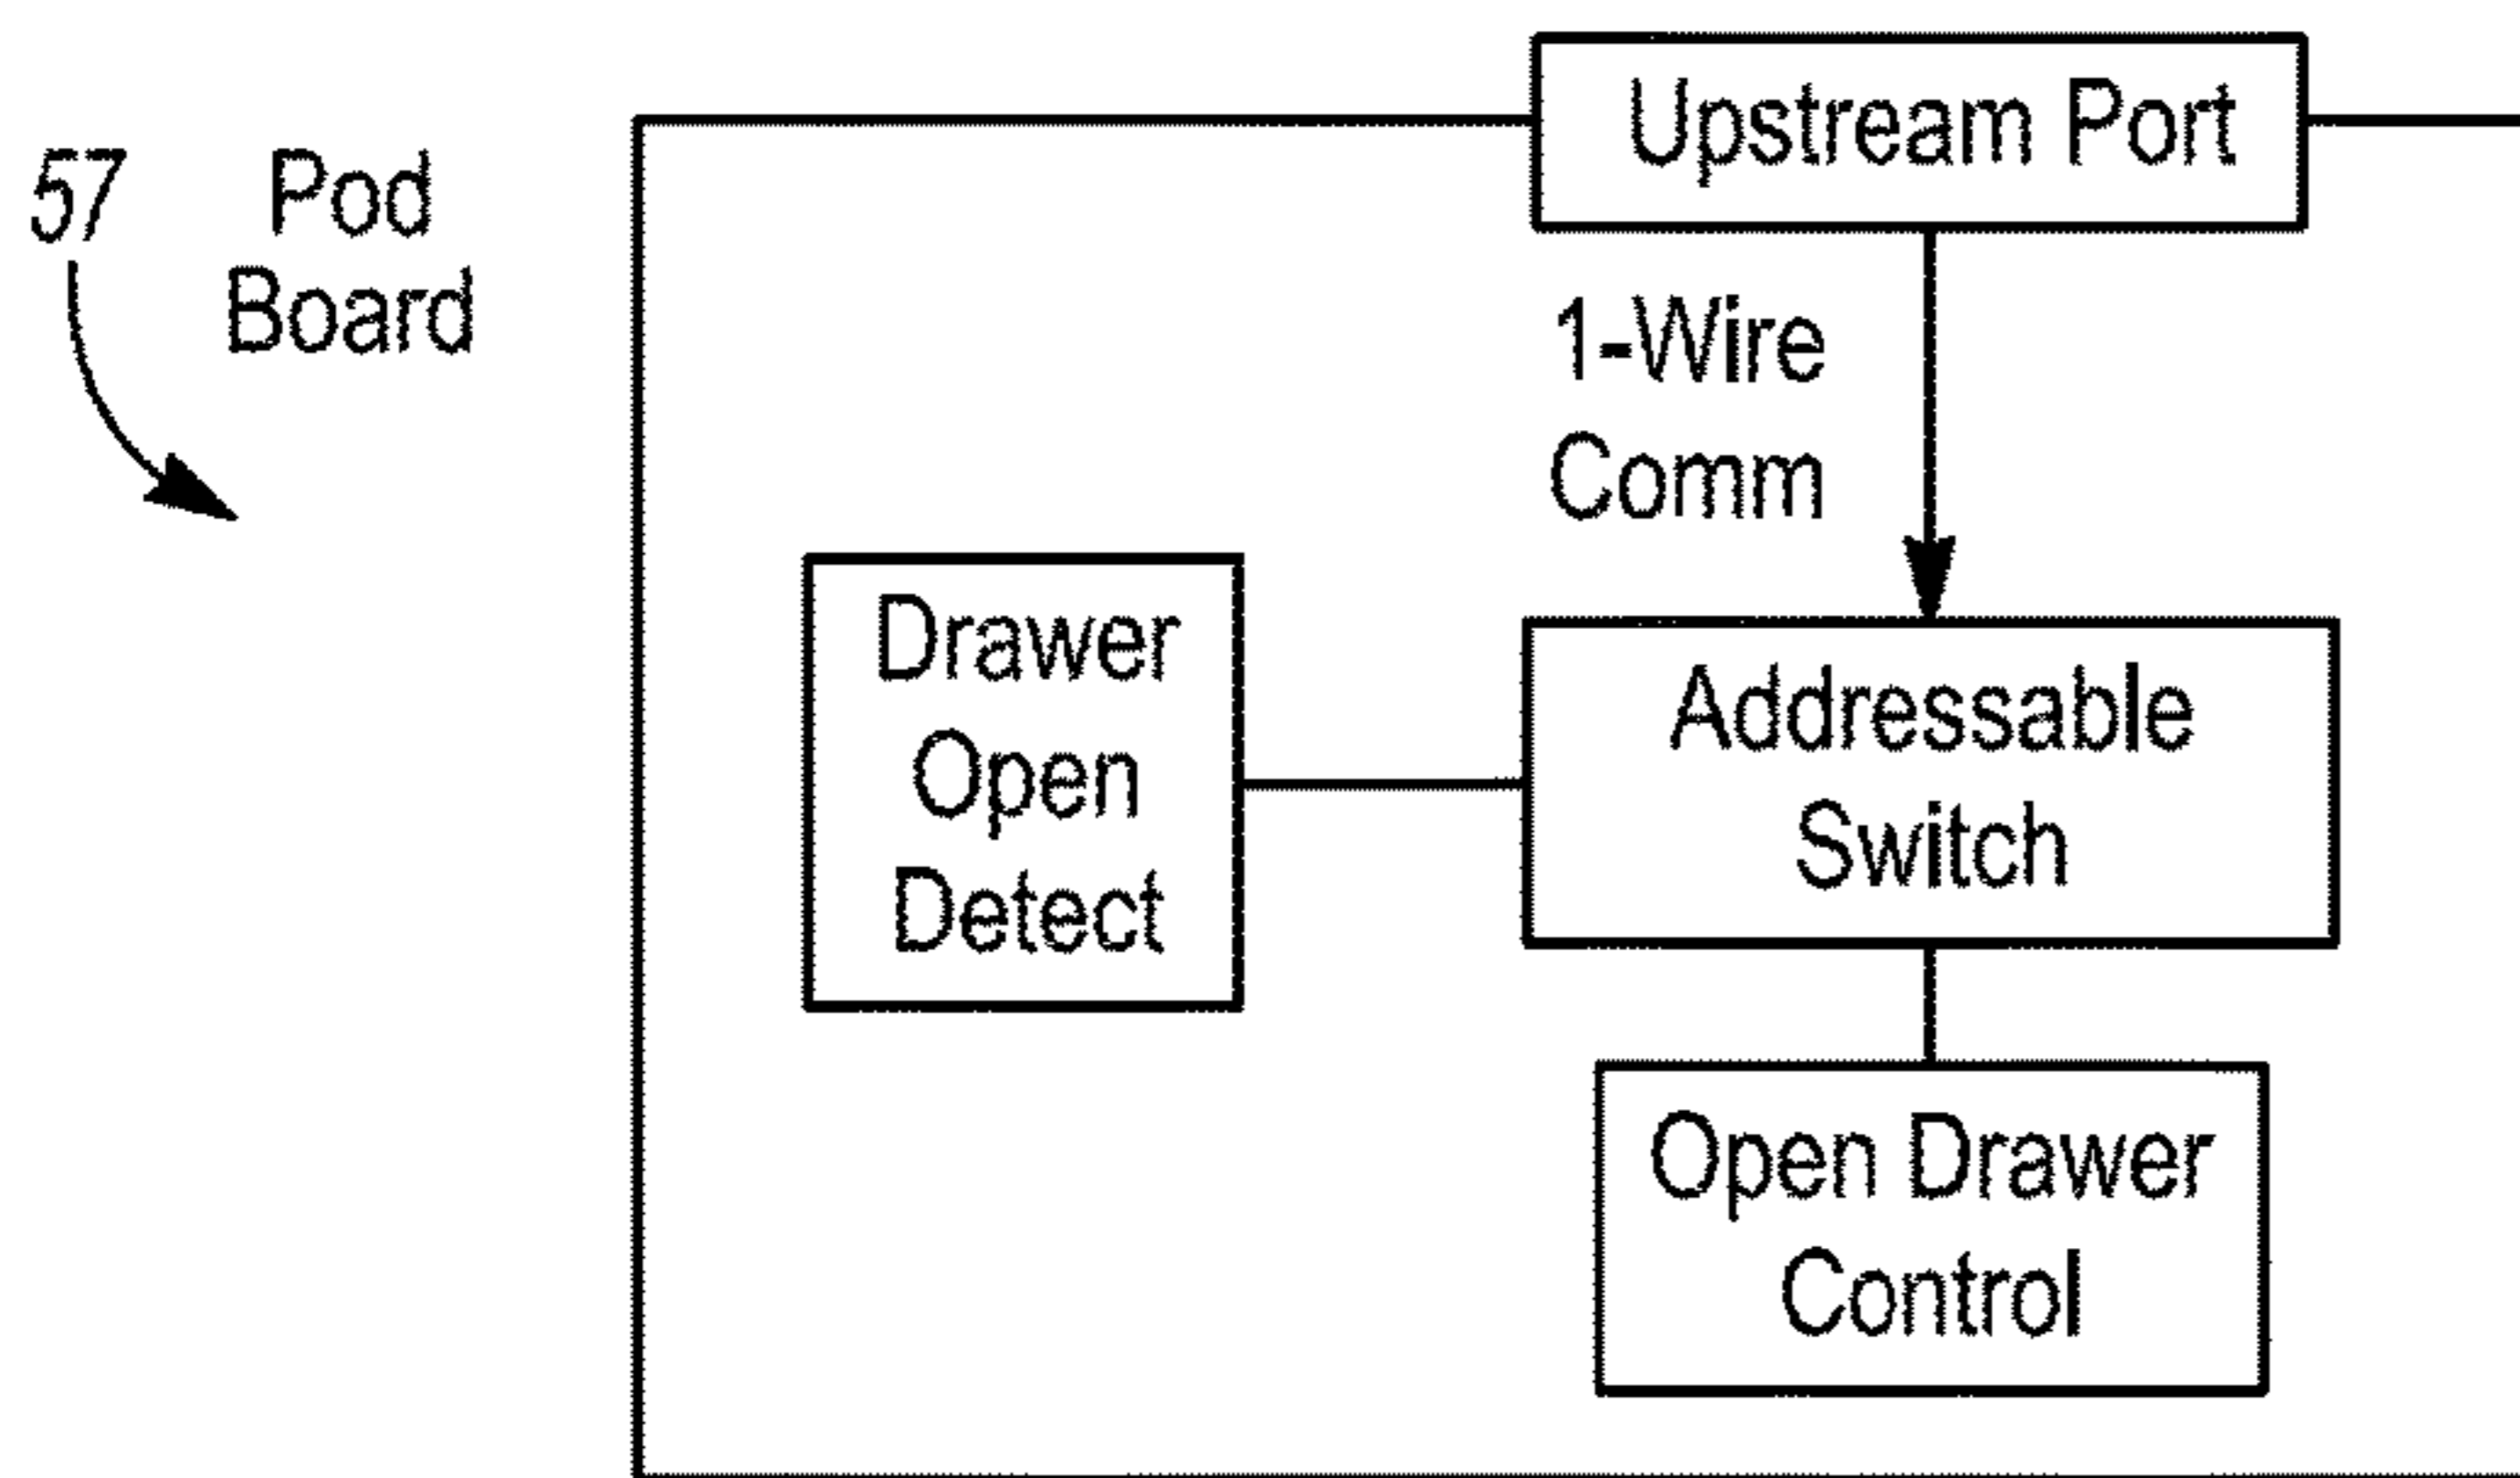 57
Pod
Board
Upstream Port
1-Wire
Comm
Drawer
Open
Detect
Addressable
Switch
Open Drawer
Control